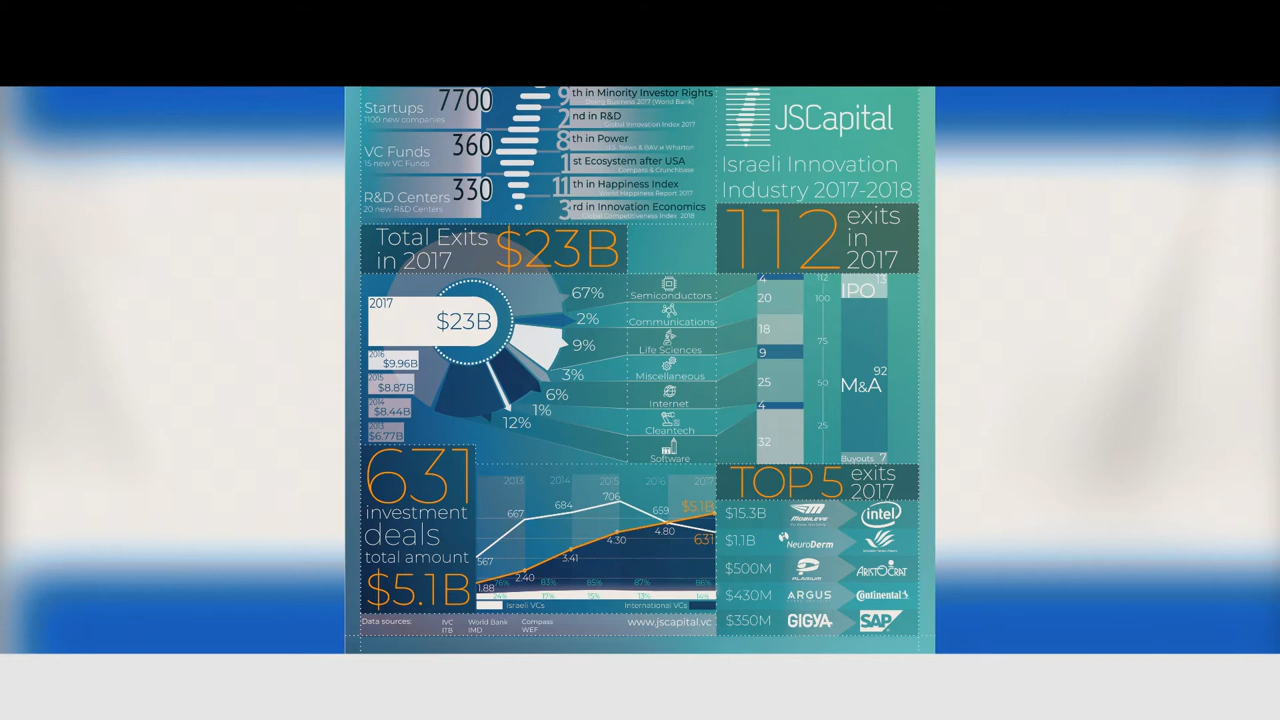 Startups 7700
1100 new companies
VC Funds 360
15 new VC Funds
R&D Centers 330
20 new R&D Centers
9th in Minority Investor Rights
Doing Business 2017 (World Bank)
2nd in R&D
Global Innovation Index 2017
8th in Power
U.S. News & BAV и Wharton
1st Ecosystem after USA
Compass & Crunchbase
11th in Happiness Index
World Happiness Report 2017
3rd in Innovation Economics
Global Competitiveness Index 2018
JSCapital
Israeli Innovation
Industry 2017-2018
Total Exits
in 2017
$23B
112
exits
in
2017
2017
$23B
2016
$9.96B
2015
$8.87B
2014
$8.44B
2013
$6.77B
67%
2%
9%
3%
6%
1%
12%
Semiconductors
Communications
Life Sciences
Miscellaneous
Internet
Cleantech
Software
4
20
18
9
25
4
32
112
100
75
50
25
13
IPO
92
M&A
Buyouts 7
631
investment
deals
total amount
$5.1B
2013 2014 2015 2016 2017
567
667
684
706
659
631
1.88
2.40
3.41
4.30
4.80
$5.1B
76% 83% 85% 87% 86%
24% 17% 15% 13% 14%
Israeli VCs
International VCs
TOP 5
exits
2017
$15.3B MOBILEYE intel
$1.1B NEURODERM
$500M PLARIUM ARISTOCRAT
$430M ARGUS Continental
$350M GIGYA SAP
Data sources:
IVC World Bank Compass
ITB IMD WEF
www.jscapital.vc